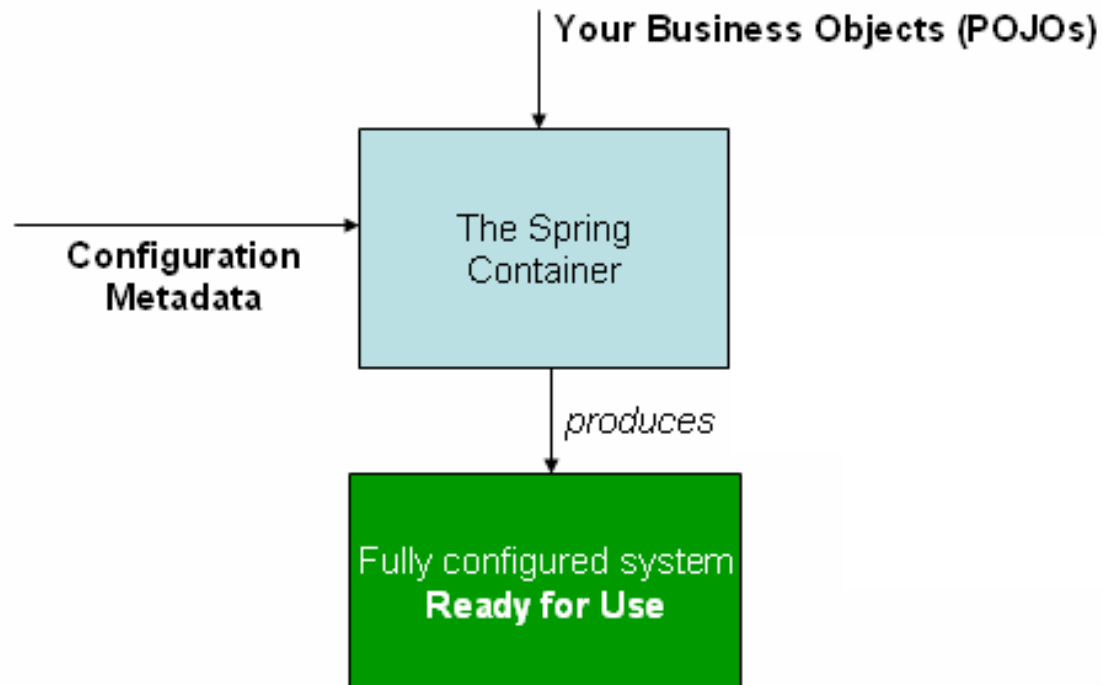 Your Business Objects (POJOs)
The Spring
Container
Configuration
Metadata
produces
Fully configured system
Ready for Use